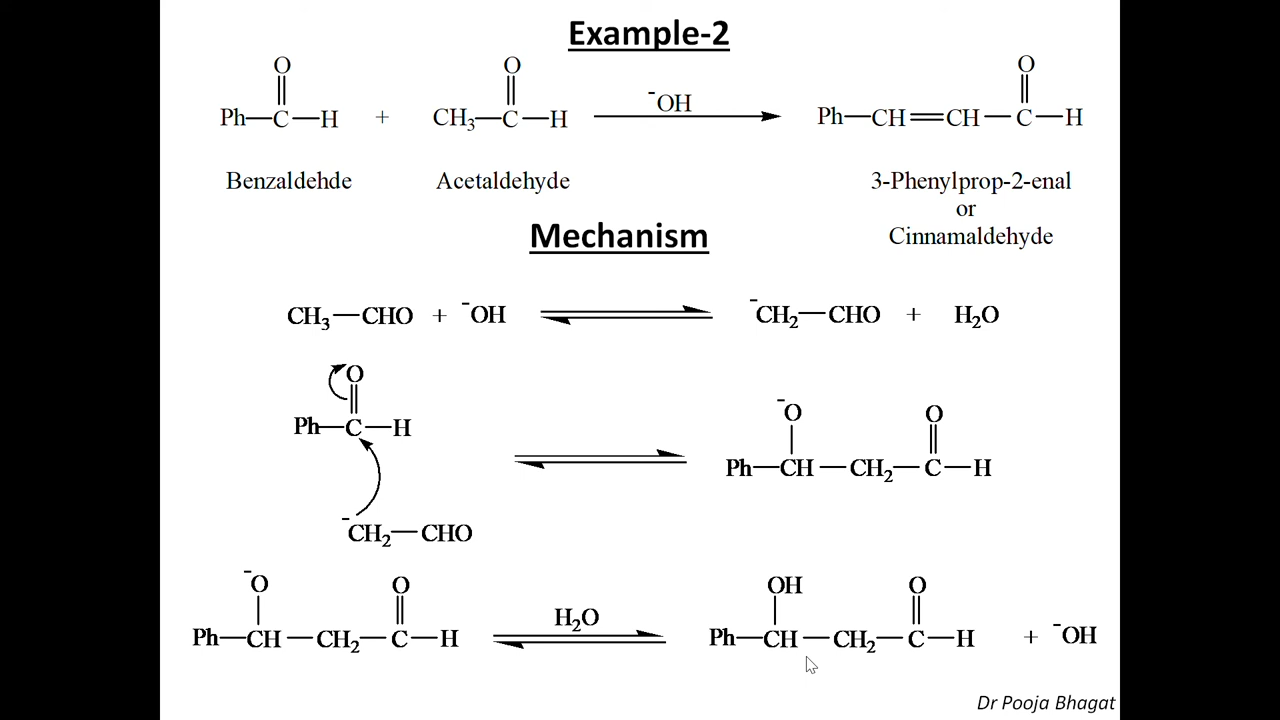 Example-2
O O O
Ph—C—H + CH₃—C—H ⁻OH Ph—CH=CH—C—H
Benzaldehde Acetaldehyde 3-Phenylprop-2-enal
or
Cinnamaldehyde
Mechanism
CH₃—CHO + ⁻OH ⁻CH₂—CHO + H₂O
O
Ph—C—H
⁻CH₂—CHO
⁻O O
Ph—CH—CH₂—C—H
⁻O O OH O
Ph—CH—CH₂—C—H H₂O Ph—CH—CH₂—C—H + ⁻OH
Dr Pooja Bhagat